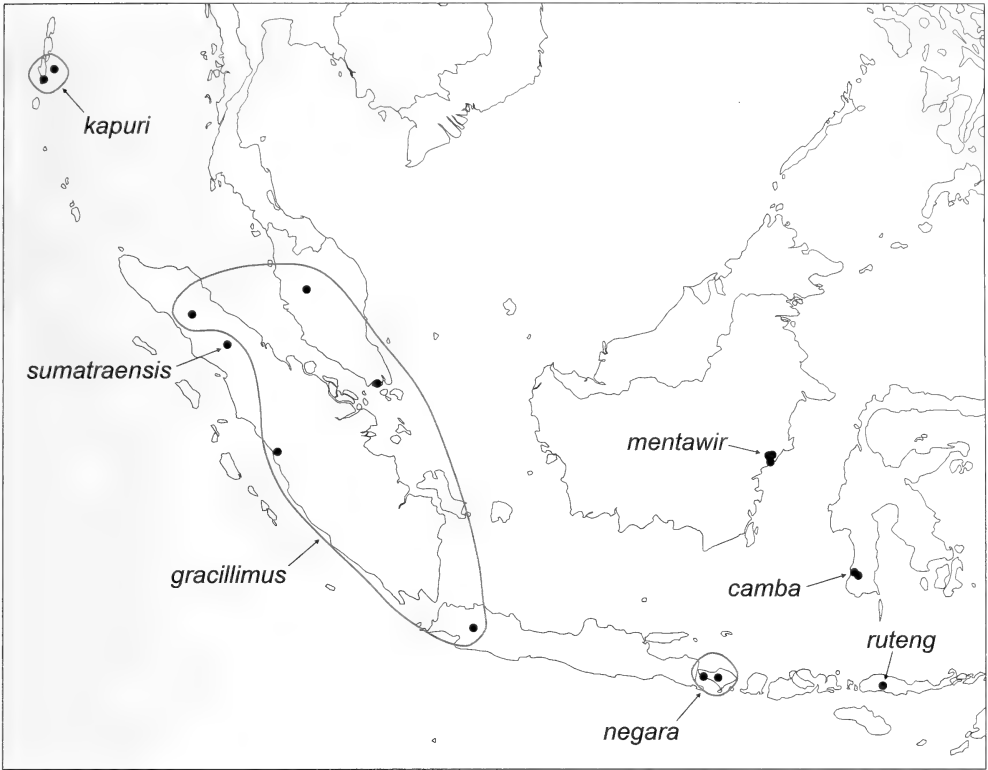 kapuri
sumatraensis
mentawir
gracillimus
camba
ruteng
negara